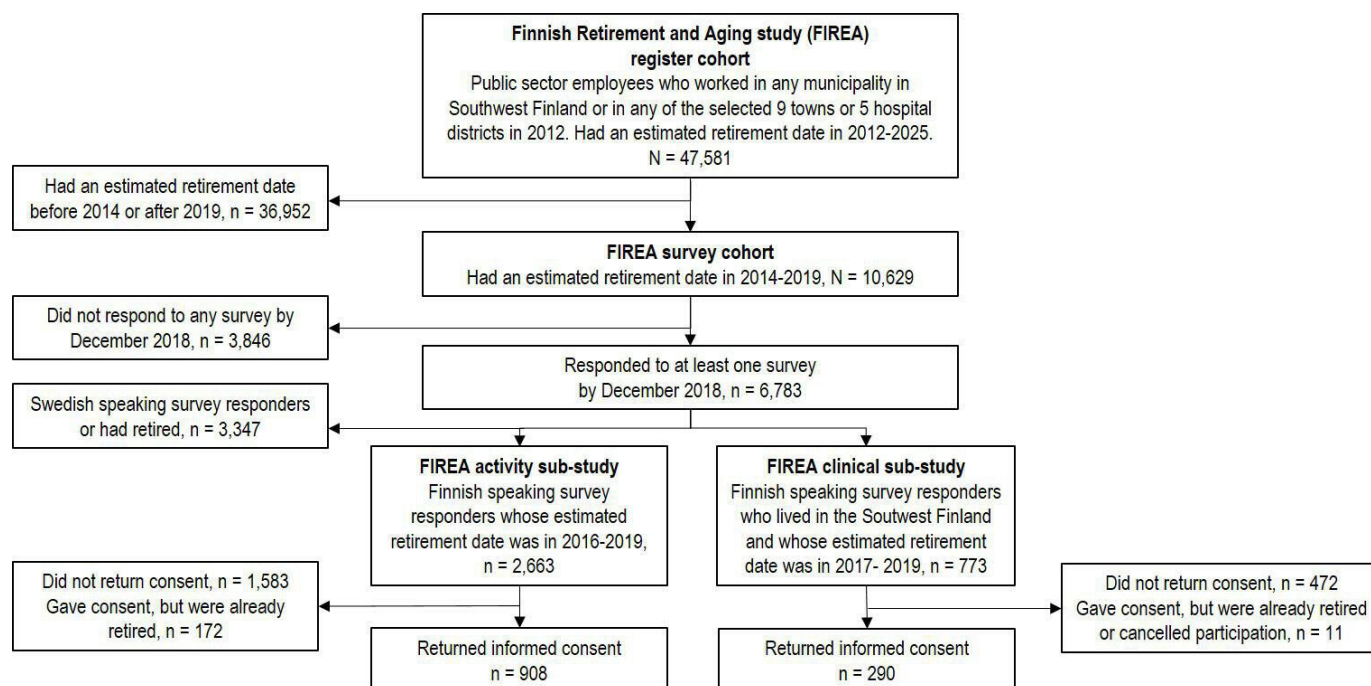 Finnish Retirement and Aging study (FIREA)
register cohort
Public sector employees who worked in any municipality in
Southwest Finland or in any of the selected 9 towns or 5 hospital
districts in 2012. Had an estimated retirement date in 2012-2025.
N = 47,581
Had an estimated retirement date
before 2014 or after 2019, n = 36,952
FIREA survey cohort
Had an estimated retirement date in 2014-2019, N = 10,629
Did not respond to any survey by
December 2018, n = 3,846
Responded to at least one survey
by December 2018, n = 6,783
Swedish speaking survey responders
or had retired, n = 3,347
FIREA activity sub-study
Finnish speaking survey
responders whose estimated
retirement date was in 2016-2019,
n = 2,663
FIREA clinical sub-study
Finnish speaking survey responders
who lived in the Soutwest Finland
and whose estimated retirement
date was in 2017- 2019, n = 773
Did not return consent, n = 1,583
Gave consent, but were already
retired, n = 172
Did not return consent, n = 472
Gave consent, but were already retired
or cancelled participation, n = 11
Returned informed consent
n = 908
Returned informed consent
n = 290